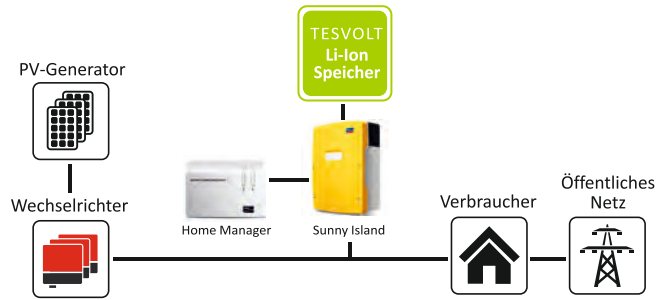 TESVOLT
Li-Ion
Speicher
PV-Generator
Wechselrichter
Home Manager
Sunny Island
Verbraucher
Öffentliches
Netz